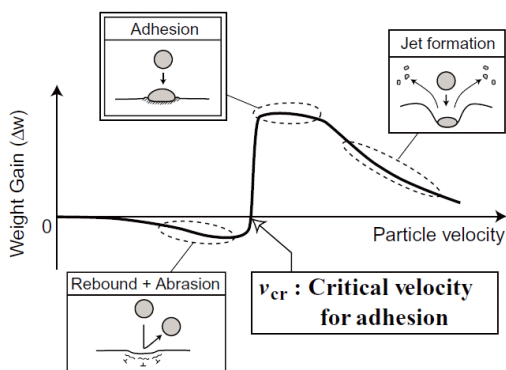 Adhesion
Jet formation
Weight Gain (Δw)
0
Particle velocity
Rebound + Abrasion
v_cr : Critical velocity
for adhesion